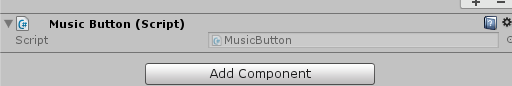 Music Button (Script)
Script MusicButton
Add Component